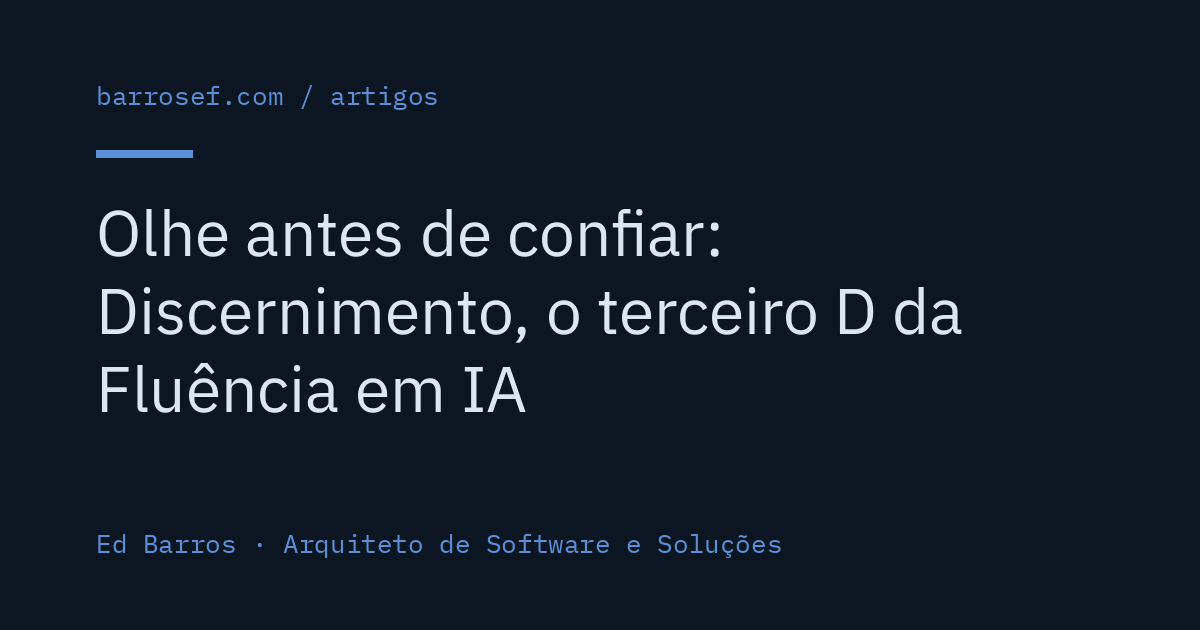 barrosef.com / artigos
Olhe antes de confiar:
Discernimento, o terceiro D da
Fluência em IA
Ed Barros · Arquiteto de Software e Soluções